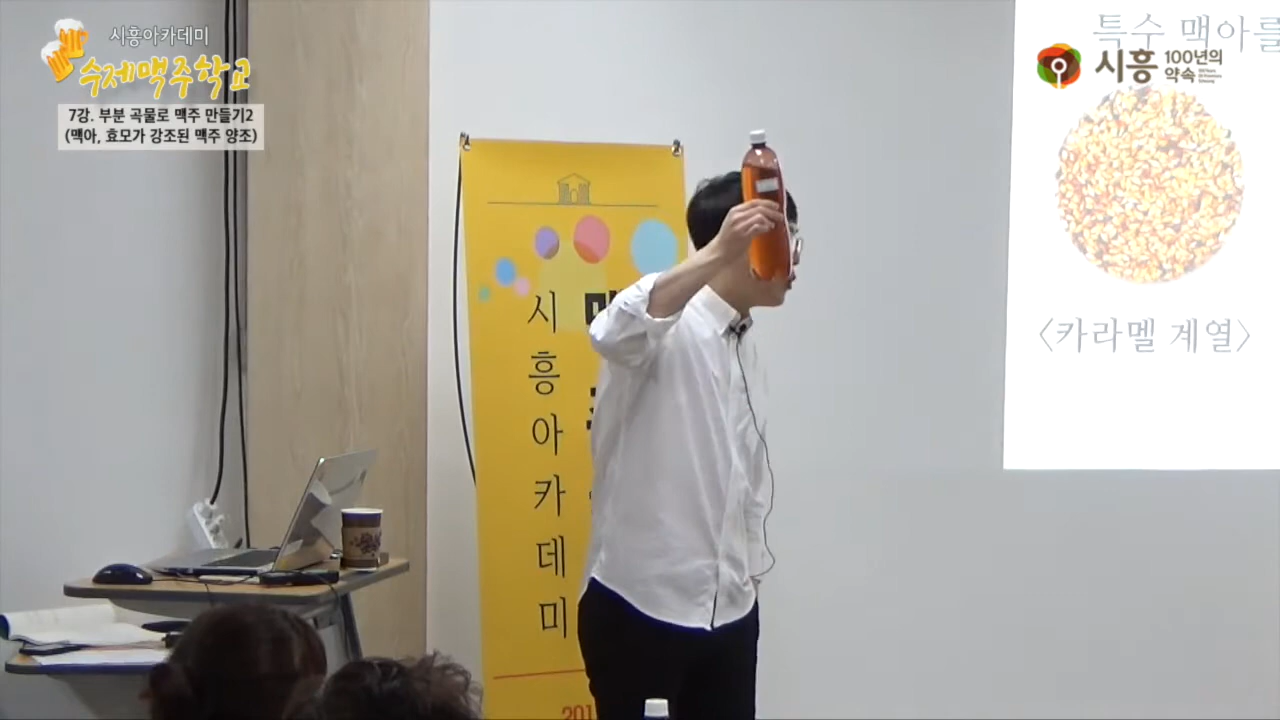 시흥아카데미
수제맥주학교
7강. 부분 곡물로 맥주 만들기2
(맥아, 효모가 강조된 맥주 양조)
시흥 100년의 약속
특수 맥아를
〈카라멜 계열〉
시흥아카데미
201